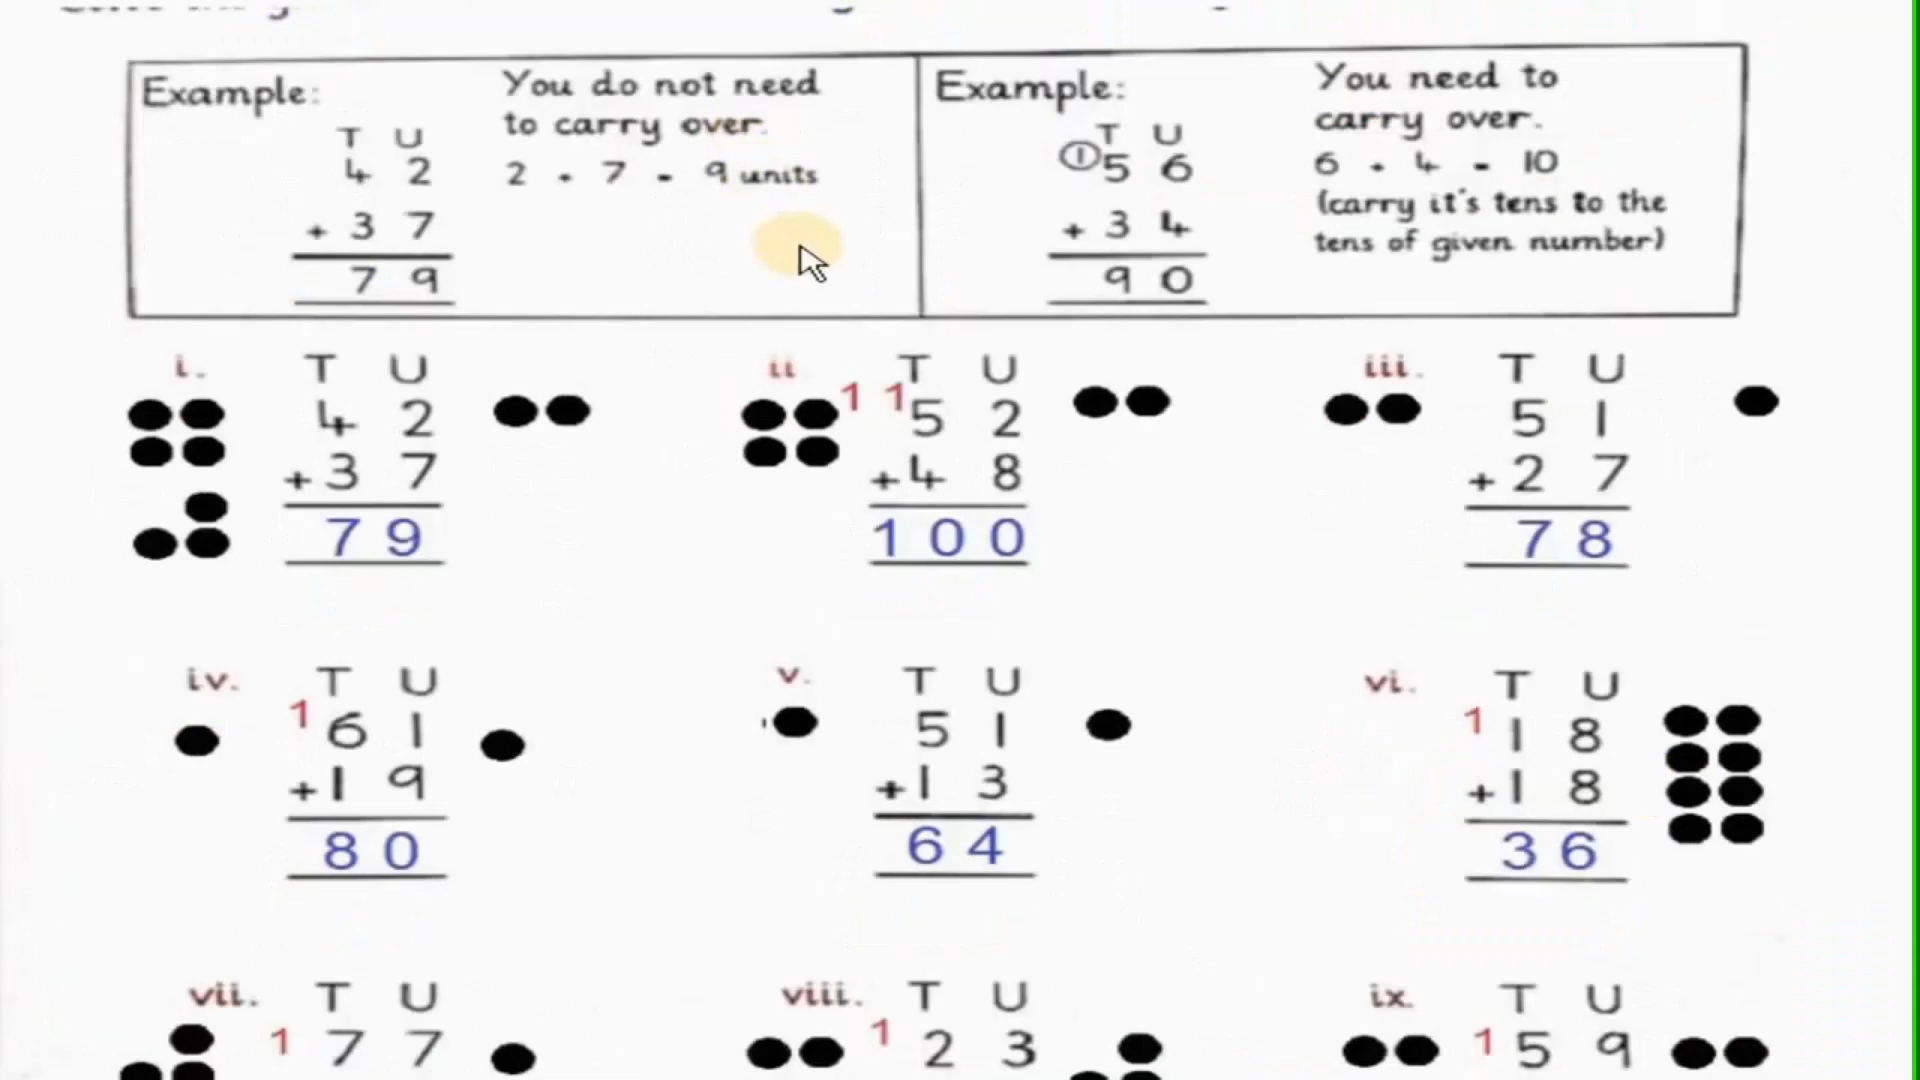 Example:
You do not need
to carry over.
T U
4 2
2 + 7 = 9 units
+ 3 7
7 9
Example:
You need to
carry over.
T U
① 5 6
6 + 4 = 10
(carry it's tens to the
+ 3 4
tens of given number)
9 0
i. T U
4 2
+ 3 7
7 9
ii T U
1 1
5 2
+ 4 8
1 0 0
iii. T U
5 1
+ 2 7
7 8
iv. T U
1
6 1
+ 1 9
8 0
v. T U
5 1
+ 1 3
6 4
vi. T U
1
1 8
+ 1 8
3 6
vii. T U
1 7 7
viii. T U
1 2 3
ix. T U
1 5 9